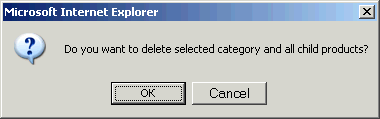 Microsoft Internet Explorer
Do you want to delete selected category and all child products?
OK
Cancel